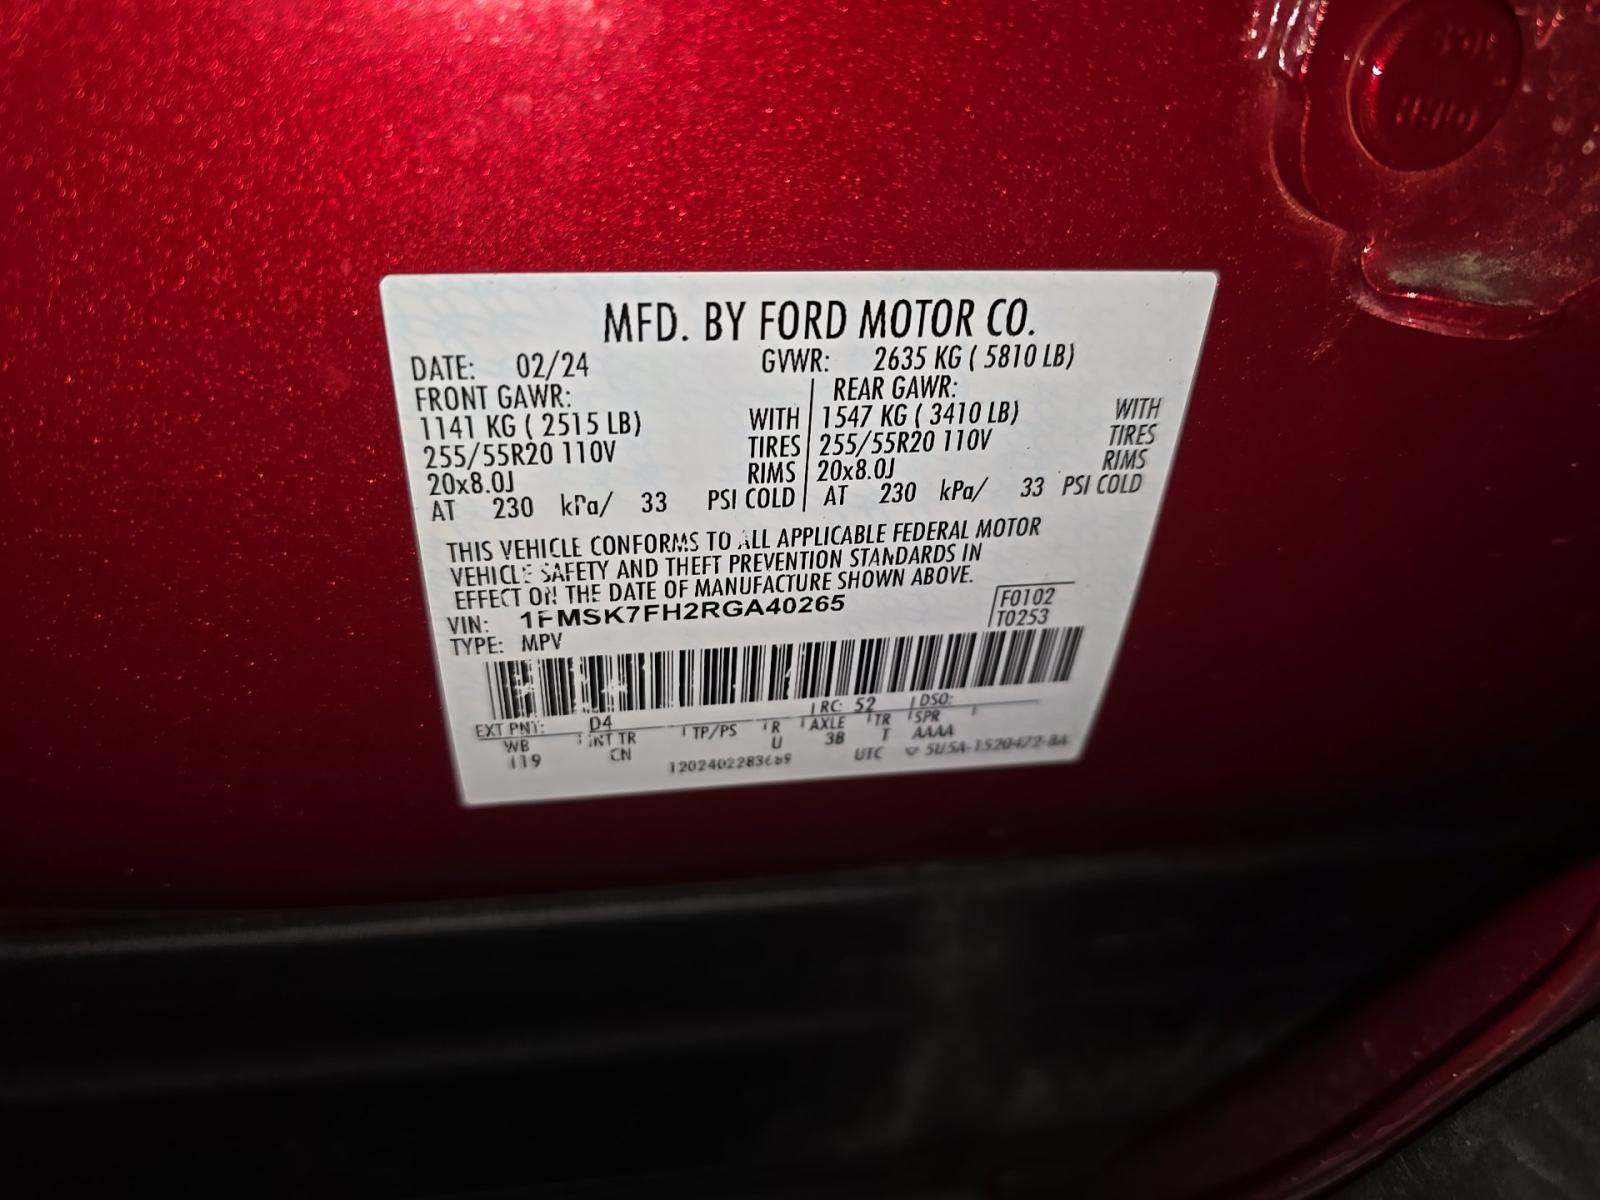 MFD. BY FORD MOTOR CO.
DATE: 02/24 GVWR: 2635 KG ( 5810 LB)
FRONT GAWR: REAR GAWR:
1141 KG ( 2515 LB) WITH 1547 KG ( 3410 LB) WITH
255/55R20 110V TIRES 255/55R20 110V TIRES
20x8.0J RIMS 20x8.0J RIMS
AT 230 kPa/ 33 PSI COLD AT 230 kPa/ 33 PSI COLD
THIS VEHICLE CONFORMS TO ALL APPLICABLE FEDERAL MOTOR
VEHICLE SAFETY AND THEFT PREVENTION STANDARDS IN
EFFECT ON THE DATE OF MANUFACTURE SHOWN ABOVE.
VIN: 1FMSK7FH2RGA40265 F0102
TYPE: MPV T0253
EXT PNT: D4 RC: 52 DSO:
WB INT TR TP/PS R AXLE TR SPR
119 CN U 3B T AAAA
UTC 5U5A-1520472-BA